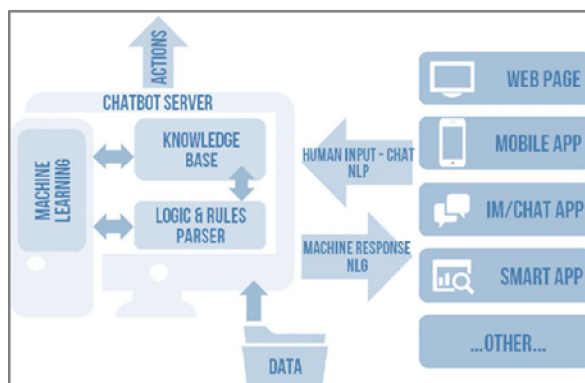 ACTIONS
CHATBOT SERVER
MACHINE
LEARNING
KNOWLEDGE
BASE
LOGIC & RULES
PARSER
HUMAN INPUT - CHAT
NLP
MACHINE RESPONSE
NLG
DATA
WEB PAGE
MOBILE APP
IM/CHAT APP
SMART APP
...OTHER...